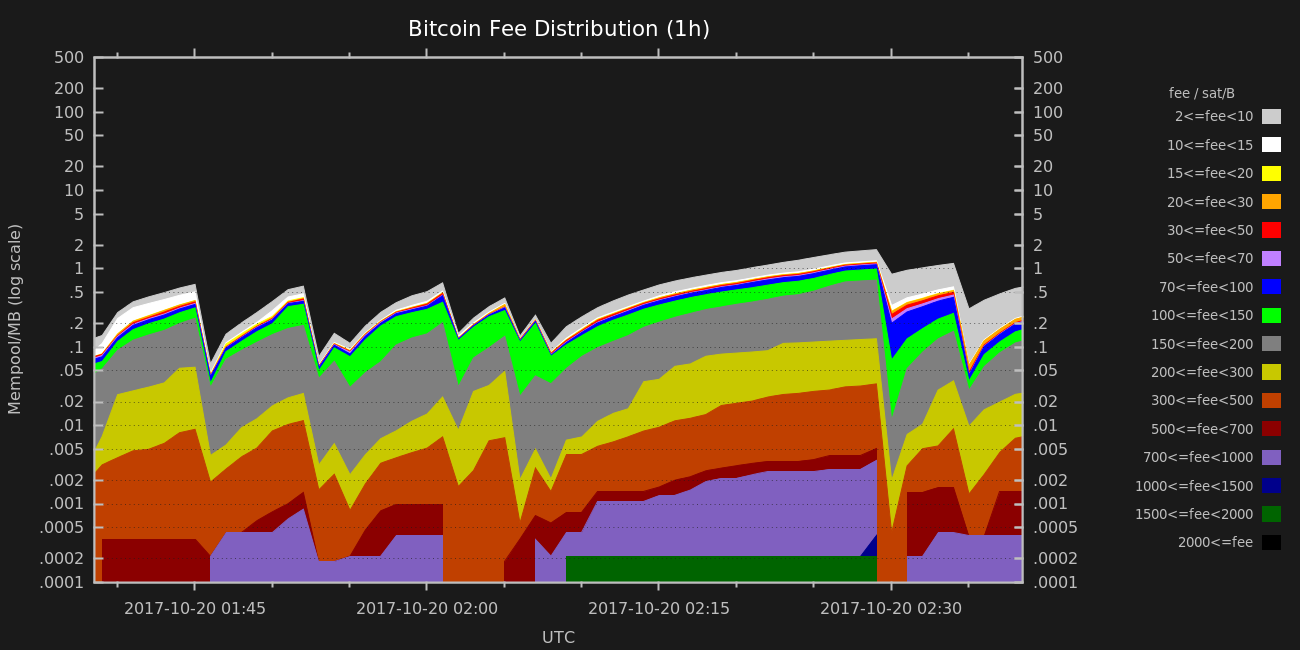 Bitcoin Fee Distribution (1h)
500 500
200 200
100 100
50 50
20 20
10 10
5 5
2 2
1 1
.5 .5
.2 .2
.1 .1
.05 .05
.02 .02
.01 .01
.005 .005
.002 .002
.001 .001
.0005 .0005
.0002 .0002
.0001 .0001
Mempool/MB (log scale)
2017-10-20 01:45 2017-10-20 02:00 2017-10-20 02:15 2017-10-20 02:30
UTC
fee / sat/B
2<=fee<10
10<=fee<15
15<=fee<20
20<=fee<30
30<=fee<50
50<=fee<70
70<=fee<100
100<=fee<150
150<=fee<200
200<=fee<300
300<=fee<500
500<=fee<700
700<=fee<1000
1000<=fee<1500
1500<=fee<2000
2000<=fee